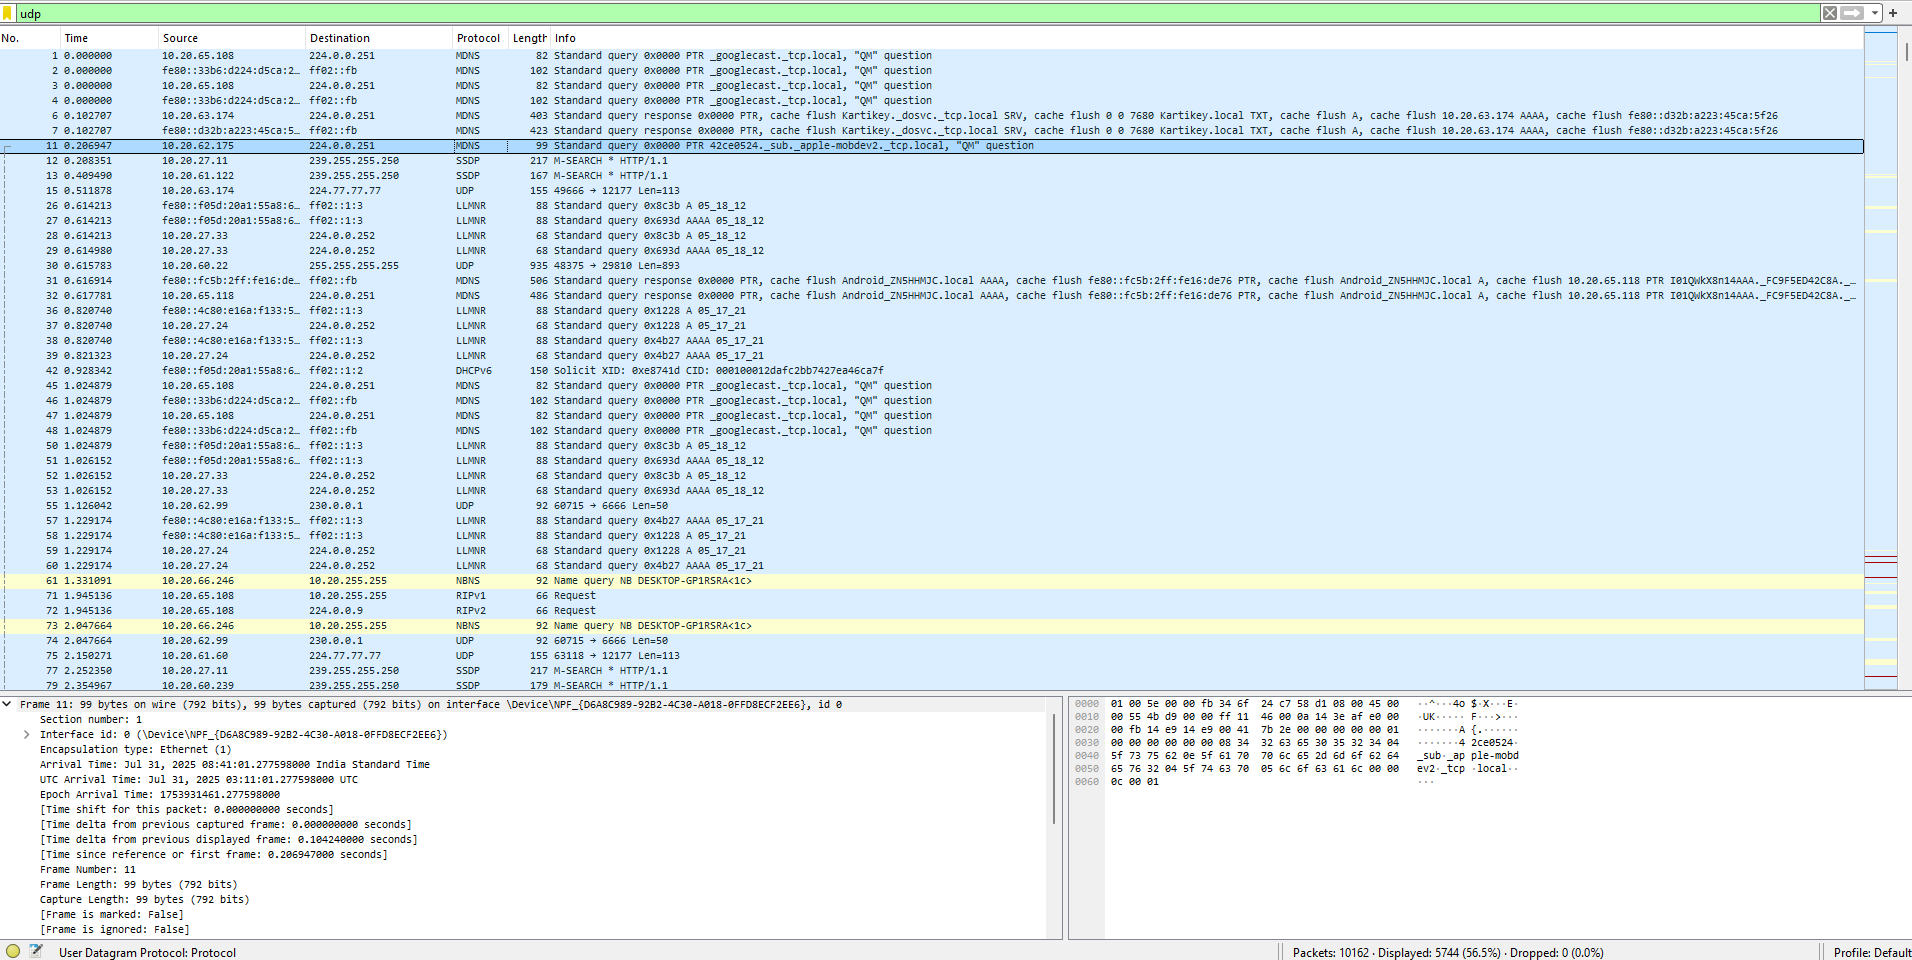 udp
No. Time Source Destination Protocol Length Info
1 0.000000 10.20.65.108 224.0.0.251 MDNS 82 Standard query 0x0000 PTR _googlecast._tcp.local, "QM" question
2 0.000000 fe80::33b6:d224:d5ca:2… ff02::fb MDNS 102 Standard query 0x0000 PTR _googlecast._tcp.local, "QM" question
3 0.000000 10.20.65.108 224.0.0.251 MDNS 82 Standard query 0x0000 PTR _googlecast._tcp.local, "QM" question
4 0.000000 fe80::33b6:d224:d5ca:2… ff02::fb MDNS 102 Standard query 0x0000 PTR _googlecast._tcp.local, "QM" question
6 0.102707 10.20.63.174 224.0.0.251 MDNS 403 Standard query response 0x0000 PTR, cache flush Kartikey._dosvc._tcp.local SRV, cache flush 0 0 7680 Kartikey.local TXT, cache flush A, cache flush 10.20.63.174 AAAA, cache flush fe80::d32b:a223:45ca:5f26
7 0.102707 fe80::d32b:a223:45ca:5… ff02::fb MDNS 423 Standard query response 0x0000 PTR, cache flush Kartikey._dosvc._tcp.local SRV, cache flush 0 0 7680 Kartikey.local TXT, cache flush A, cache flush 10.20.63.174 AAAA, cache flush fe80::d32b:a223:45ca:5f26
11 0.206947 10.20.62.175 224.0.0.251 MDNS 99 Standard query 0x0000 PTR 42ce0524._sub._apple-mobdev2._tcp.local, "QM" question
12 0.208351 10.20.27.11 239.255.255.250 SSDP 217 M-SEARCH * HTTP/1.1
13 0.409490 10.20.61.122 239.255.255.250 SSDP 167 M-SEARCH * HTTP/1.1
15 0.511878 10.20.63.174 224.77.77.77 UDP 155 49666 → 12177 Len=113
26 0.614213 fe80::f05d:20a1:55a8:6… ff02::1:3 LLMNR 88 Standard query 0x8c3b A 05_18_12
27 0.614213 fe80::f05d:20a1:55a8:6… ff02::1:3 LLMNR 88 Standard query 0x693d AAAA 05_18_12
28 0.614213 10.20.27.33 224.0.0.252 LLMNR 68 Standard query 0x8c3b A 05_18_12
29 0.614980 10.20.27.33 224.0.0.252 LLMNR 68 Standard query 0x693d AAAA 05_18_12
30 0.615783 10.20.60.22 255.255.255.255 UDP 935 48375 → 29810 Len=893
31 0.616914 fe80::fc5b:2ff:fe16:de… ff02::fb MDNS 506 Standard query response 0x0000 PTR, cache flush Android_ZN5HHMJC.local AAAA, cache flush fe80::fc5b:2ff:fe16:de76 PTR, cache flush Android_ZN5HHMJC.local A, cache flush 10.20.65.118 PTR I01QWkX8n14AAA._FC9F5ED42C8A._…
32 0.617781 10.20.65.118 224.0.0.251 MDNS 486 Standard query response 0x0000 PTR, cache flush Android_ZN5HHMJC.local AAAA, cache flush fe80::fc5b:2ff:fe16:de76 PTR, cache flush Android_ZN5HHMJC.local A, cache flush 10.20.65.118 PTR I01QWkX8n14AAA._FC9F5ED42C8A._…
36 0.820740 fe80::4c80:e16a:f133:5… ff02::1:3 LLMNR 88 Standard query 0x1228 A 05_17_21
37 0.820740 10.20.27.24 224.0.0.252 LLMNR 68 Standard query 0x1228 A 05_17_21
38 0.820740 fe80::4c80:e16a:f133:5… ff02::1:3 LLMNR 88 Standard query 0x4b27 AAAA 05_17_21
39 0.821323 10.20.27.24 224.0.0.252 LLMNR 68 Standard query 0x4b27 AAAA 05_17_21
42 0.928342 fe80::f05d:20a1:55a8:6… ff02::1:2 DHCPv6 150 Solicit XID: 0xe8741d CID: 000100012dafc2bb7427ea46ca7f
45 1.024879 10.20.65.108 224.0.0.251 MDNS 82 Standard query 0x0000 PTR _googlecast._tcp.local, "QM" question
46 1.024879 fe80::33b6:d224:d5ca:2… ff02::fb MDNS 102 Standard query 0x0000 PTR _googlecast._tcp.local, "QM" question
47 1.024879 10.20.65.108 224.0.0.251 MDNS 82 Standard query 0x0000 PTR _googlecast._tcp.local, "QM" question
48 1.024879 fe80::33b6:d224:d5ca:2… ff02::fb MDNS 102 Standard query 0x0000 PTR _googlecast._tcp.local, "QM" question
50 1.024879 fe80::f05d:20a1:55a8:6… ff02::1:3 LLMNR 88 Standard query 0x8c3b A 05_18_12
51 1.026152 fe80::f05d:20a1:55a8:6… ff02::1:3 LLMNR 88 Standard query 0x693d AAAA 05_18_12
52 1.026152 10.20.27.33 224.0.0.252 LLMNR 68 Standard query 0x8c3b A 05_18_12
53 1.026152 10.20.27.33 224.0.0.252 LLMNR 68 Standard query 0x693d AAAA 05_18_12
55 1.126042 10.20.62.99 230.0.0.1 UDP 92 60715 → 6666 Len=50
57 1.229174 fe80::4c80:e16a:f133:5… ff02::1:3 LLMNR 88 Standard query 0x4b27 AAAA 05_17_21
58 1.229174 fe80::4c80:e16a:f133:5… ff02::1:3 LLMNR 88 Standard query 0x1228 A 05_17_21
59 1.229174 10.20.27.24 224.0.0.252 LLMNR 68 Standard query 0x1228 A 05_17_21
60 1.229174 10.20.27.24 224.0.0.252 LLMNR 68 Standard query 0x4b27 AAAA 05_17_21
61 1.331091 10.20.66.246 10.20.255.255 NBNS 92 Name query NB DESKTOP-GP1RSRA<1c>
71 1.945136 10.20.65.108 10.20.255.255 RIPv1 66 Request
72 1.945136 10.20.65.108 224.0.0.9 RIPv2 66 Request
73 2.047664 10.20.66.246 10.20.255.255 NBNS 92 Name query NB DESKTOP-GP1RSRA<1c>
74 2.047664 10.20.62.99 230.0.0.1 UDP 92 60715 → 6666 Len=50
75 2.150271 10.20.61.60 224.77.77.77 UDP 155 63118 → 12177 Len=113
77 2.252350 10.20.27.11 239.255.255.250 SSDP 217 M-SEARCH * HTTP/1.1
79 2.354967 10.20.60.239 239.255.255.250 SSDP 179 M-SEARCH * HTTP/1.1
Frame 11: 99 bytes on wire (792 bits), 99 bytes captured (792 bits) on interface \Device\NPF_{D6A8C989-92B2-4C30-A018-0FFD8ECF2EE6}, id 0
Section number: 1
Interface id: 0 (\Device\NPF_{D6A8C989-92B2-4C30-A018-0FFD8ECF2EE6})
Encapsulation type: Ethernet (1)
Arrival Time: Jul 31, 2025 08:41:01.277598000 India Standard Time
UTC Arrival Time: Jul 31, 2025 03:11:01.277598000 UTC
Epoch Arrival Time: 1753931461.277598000
[Time shift for this packet: 0.000000000 seconds]
[Time delta from previous captured frame: 0.000000000 seconds]
[Time delta from previous displayed frame: 0.104240000 seconds]
[Time since reference or first frame: 0.206947000 seconds]
Frame Number: 11
Frame Length: 99 bytes (792 bits)
Capture Length: 99 bytes (792 bits)
[Frame is marked: False]
[Frame is ignored: False]
0000 01 00 5e 00 00 fb 34 6f 24 c7 58 d1 08 00 45 00 ··^···4o $·X···E·
0010 00 55 4b d9 00 00 ff 11 46 00 0a 14 3e af e0 00 ·UK····· F···>···
0020 00 fb 14 e9 14 e9 00 41 7b 2e 00 00 00 00 00 01 ·······A {.······
0030 00 00 00 00 00 00 08 34 32 63 65 30 35 32 34 04 ·······4 2ce0524·
0040 5f 73 75 62 0e 5f 61 70 70 6c 65 2d 6d 6f 62 64 _sub·_ap ple-mobd
0050 65 76 32 04 5f 74 63 70 05 6c 6f 63 61 6c 00 00 ev2·_tcp ·local··
0060 0c 00 01 ···
User Datagram Protocol: Protocol
Packets: 10162 · Displayed: 5744 (56.5%) · Dropped: 0 (0.0%)
Profile: Default